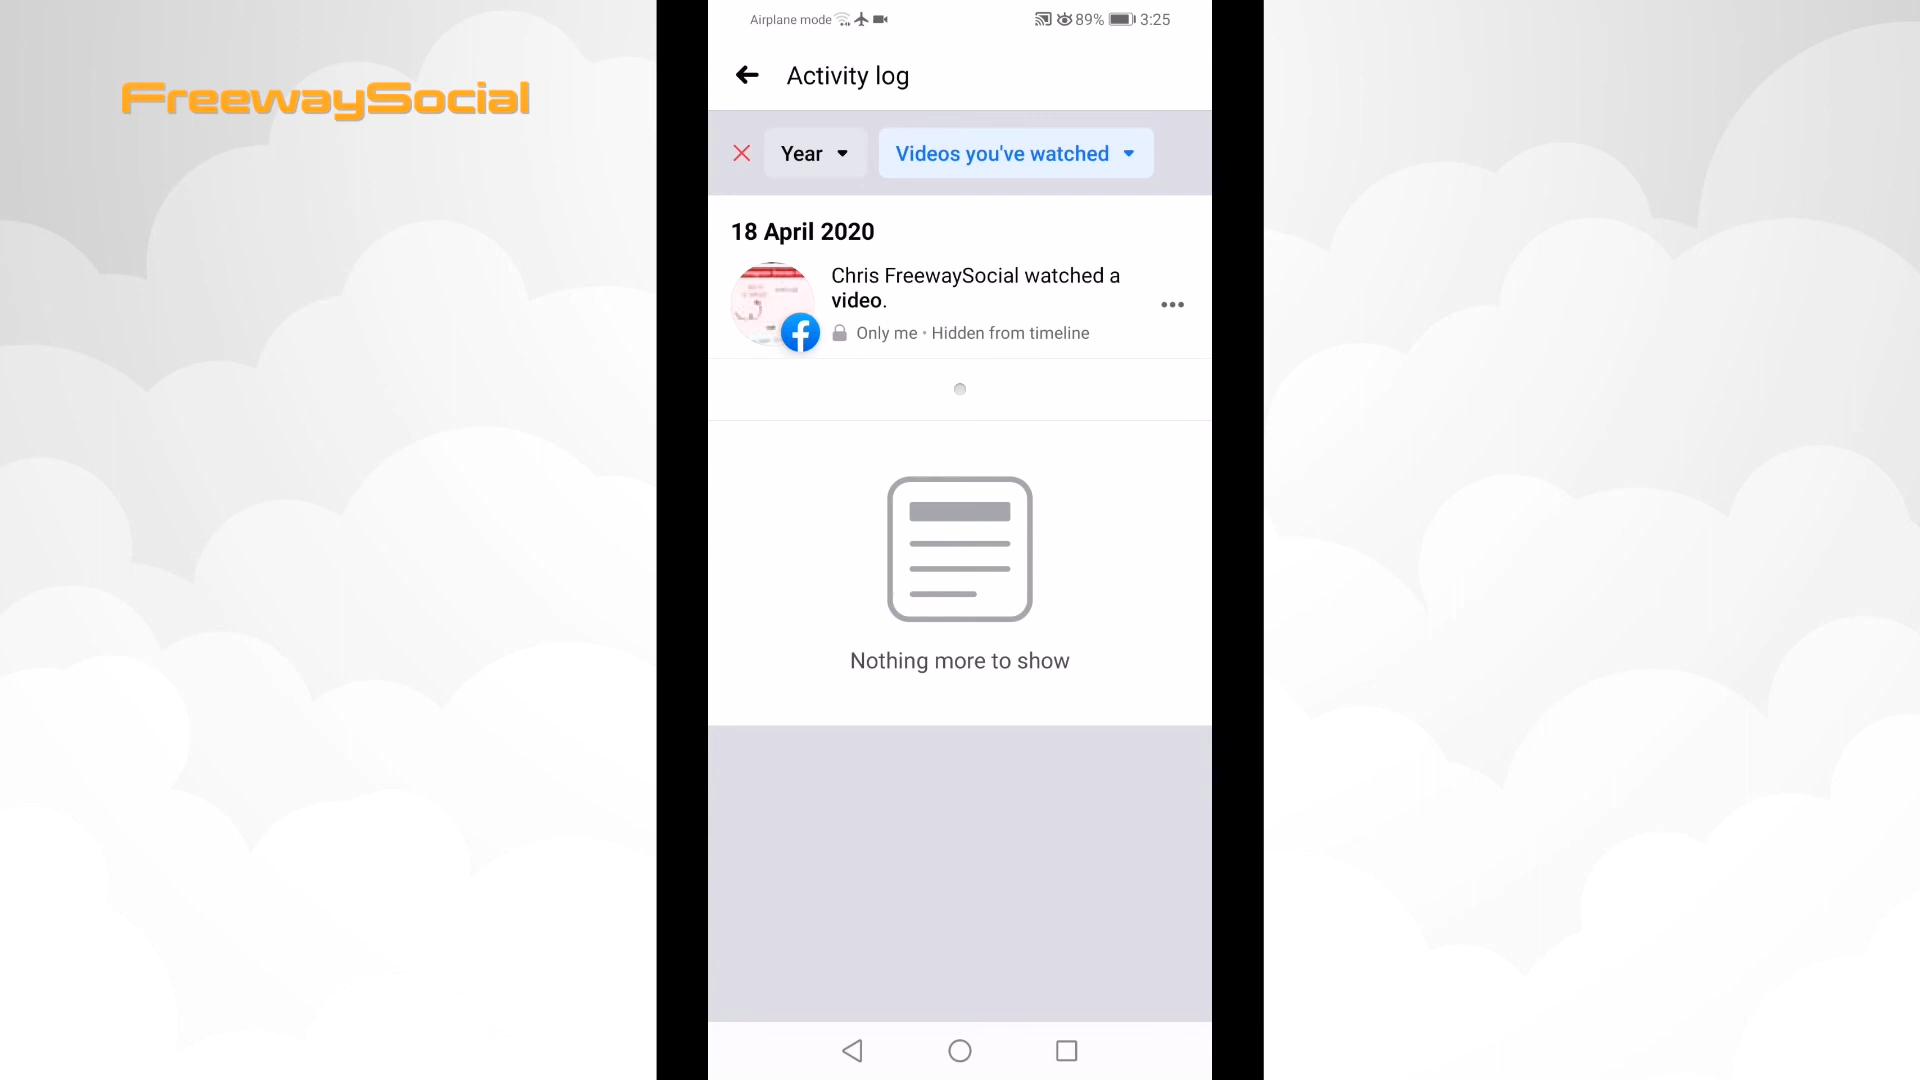 Airplane mode
89% 3:25
FreewaySocial
Activity log
Year
Videos you've watched
18 April 2020
Chris FreewaySocial watched a
video.
Only me • Hidden from timeline
Nothing more to show